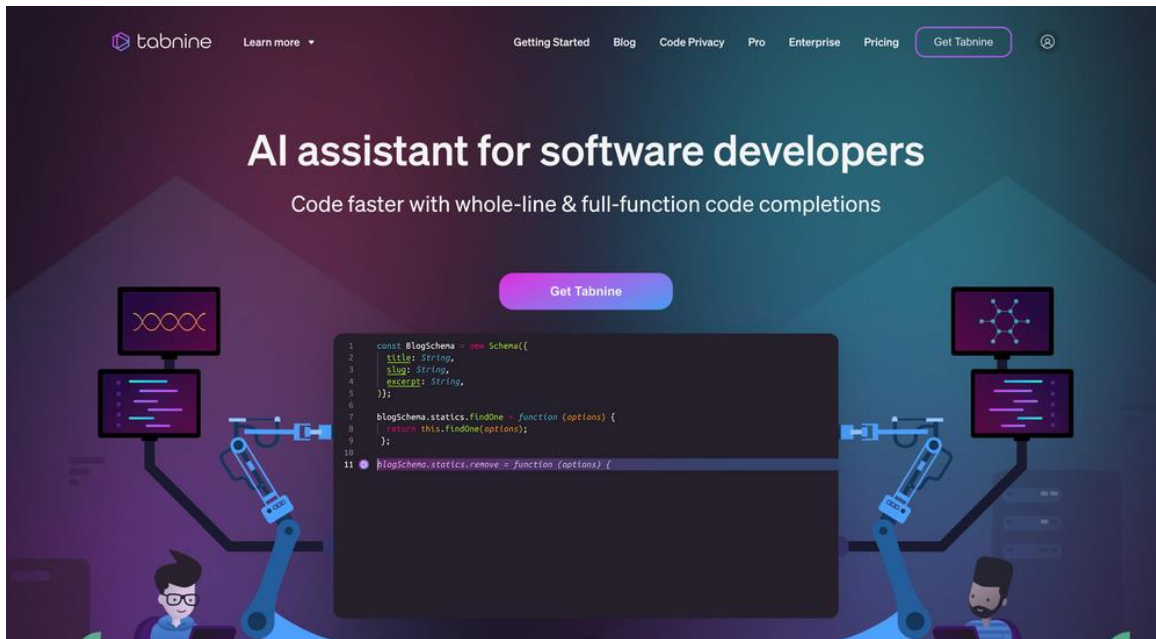 tabnine Learn more Getting Started Blog Code Privacy Pro Enterprise Pricing Get Tabnine
AI assistant for software developers
Code faster with whole-line & full-function code completions
Get Tabnine
1 const BlogSchema = new Schema({
2 title: String,
3 slug: String,
4 excerpt: String,
5 )};
6
7 blogSchema.statics.findOne = function (options) {
8 return this.findOne(options);
9 };
10
11 blogSchema.statics.remove = function (options) {